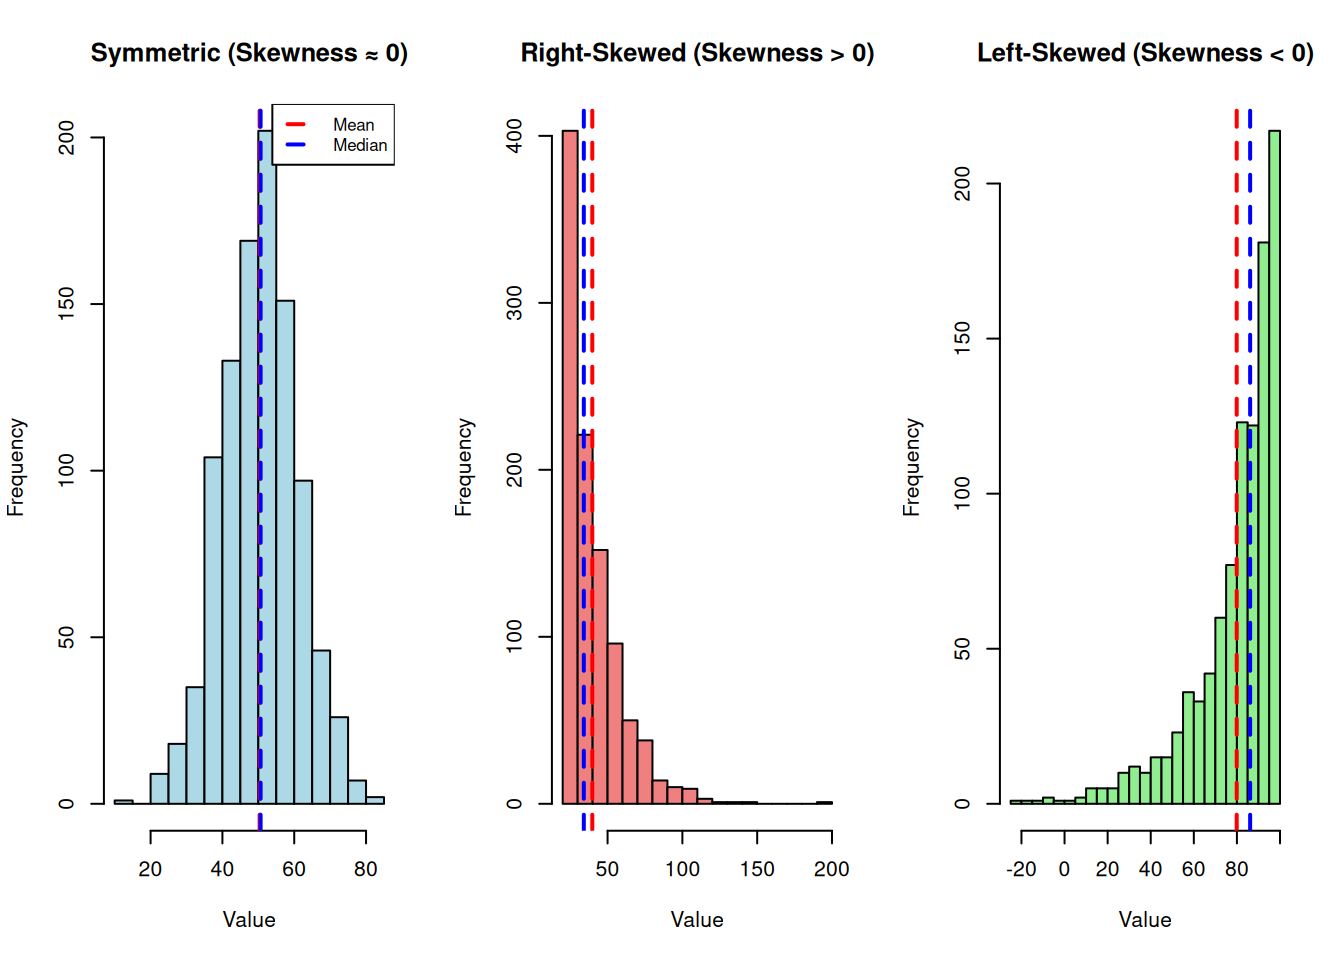 Symmetric (Skewness ≈ 0)
Mean
Median
Frequency
0
50
100
150
200
20
40
60
80
Value
Right-Skewed (Skewness > 0)
Frequency
0
100
200
300
400
50
100
150
200
Value
Left-Skewed (Skewness < 0)
Frequency
0
50
100
150
200
-20
0
20
40
60
80
Value